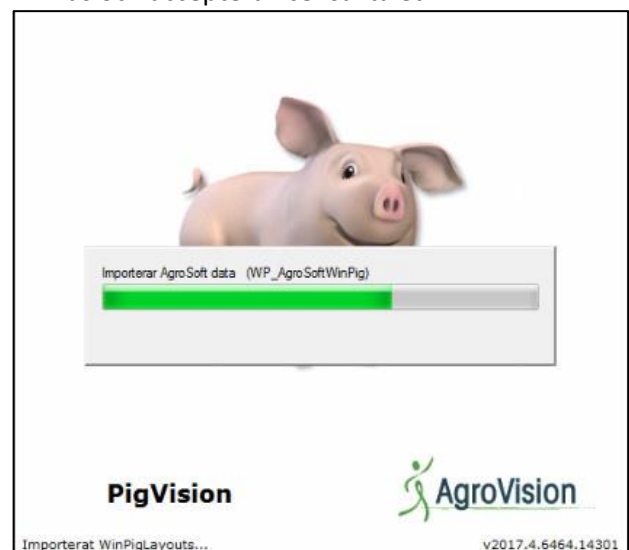 Importerar AgroSoft data (WP_AgroSoftWinPig)
PigVision
AgroVision
Importerat WinPigLayouts...
v2017.4.6464.14301